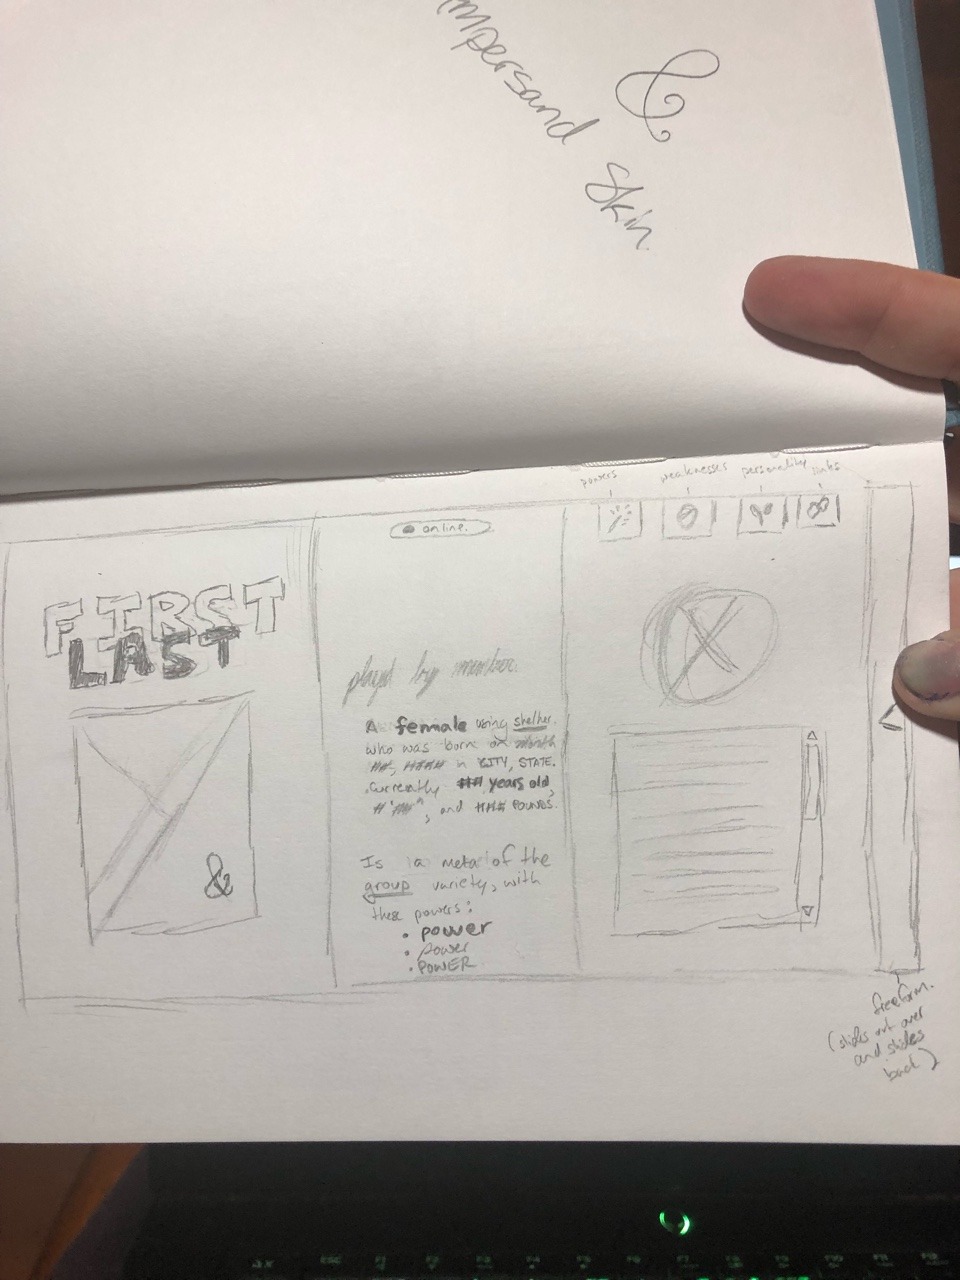 &
mpersand skin
powers
weaknesses
personality
links
online.
FIRST
LAST
&
played by member.
A female using shelter.
who was born on month
##, #### in CITY, STATE.
Currently ## years old,
#'##", and ### POUNDS.
Is a meta of the
group variety, with
these powers:
• power
• power
• POWER
freeform.
(slides out over
and slides
back)